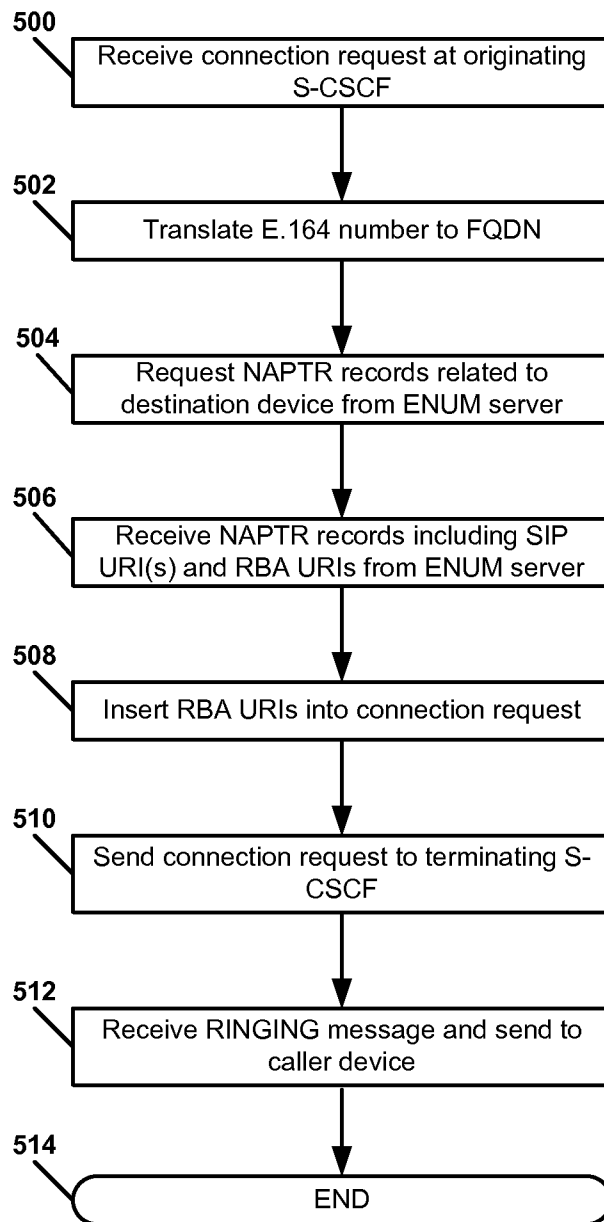 500
Receive connection request at originating
S-CSCF
502
Translate E.164 number to FQDN
504
Request NAPTR records related to
destination device from ENUM server
506
Receive NAPTR records including SIP
URI(s) and RBA URIs from ENUM server
508
Insert RBA URIs into connection request
510
Send connection request to terminating S-
CSCF
512
Receive RINGING message and send to
caller device
514
END